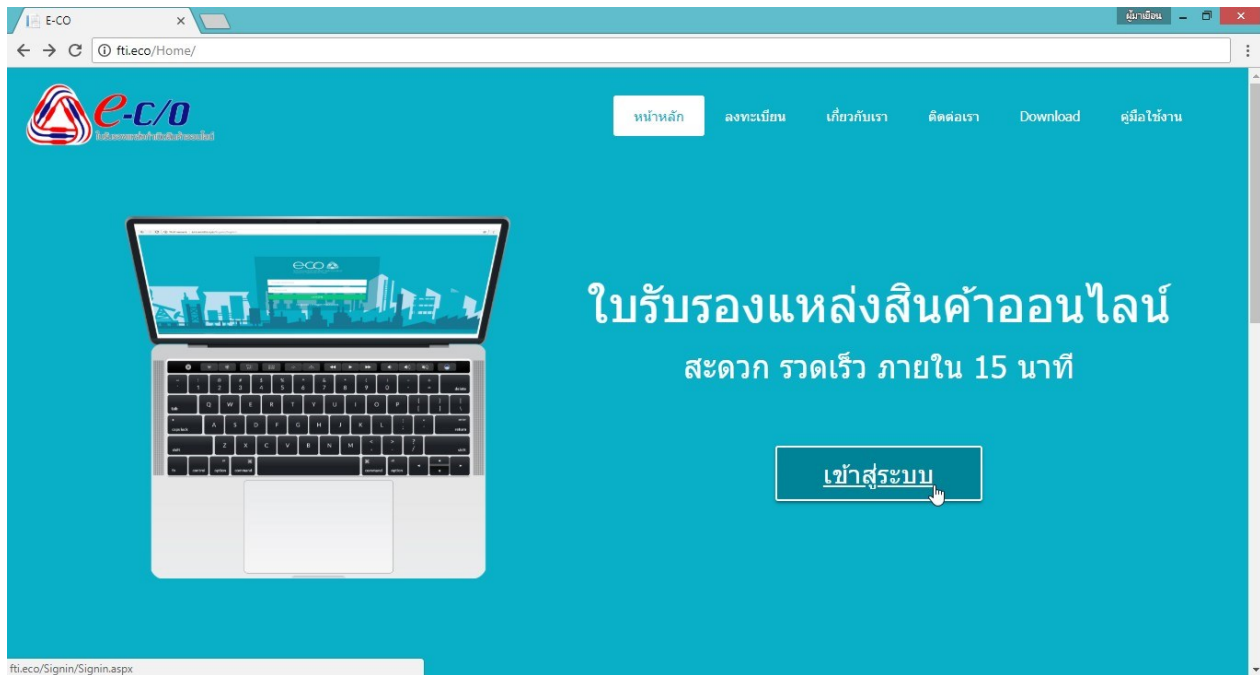 E-CO
ผู้มาเยือน
fti.eco/Home/
e-c/o
หน้าหลัก ลงทะเบียน เกี่ยวกับเรา ติดต่อเรา Download คู่มือใช้งาน
eco
ใบรับรองแหล่งสินค้าออนไลน์
สะดวก รวดเร็ว ภายใน 15 นาที
เข้าสู่ระบบ
fti.eco/Signin/Signin.aspx